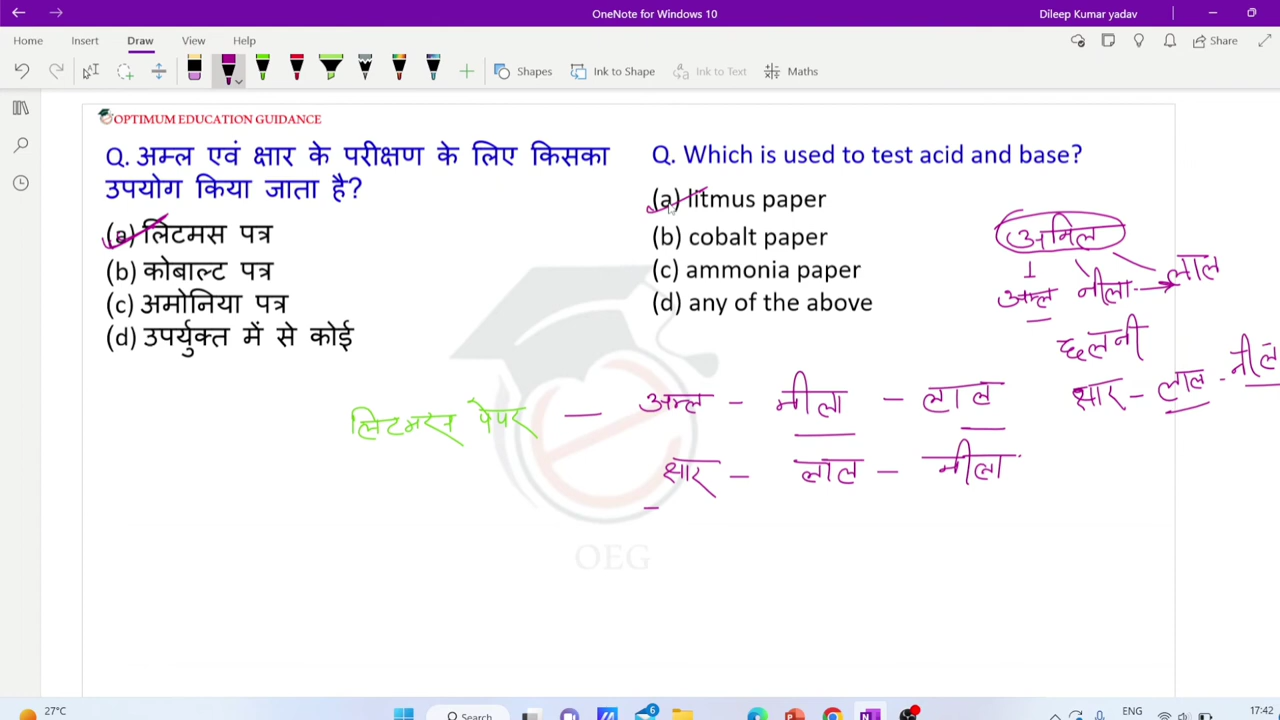 OneNote for Windows 10
Dileep Kumar yadav
Home Insert Draw View Help
Share
Shapes Ink to Shape Ink to Text Maths
OPTIMUM EDUCATION GUIDANCE
Q. अम्ल एवं क्षार के परीक्षण के लिए किसका
उपयोग किया जाता है?
(a) लिटमस पत्र
(b) कोबाल्ट पत्र
(c) अमोनिया पत्र
(d) उपर्युक्त में से कोई
Q. Which is used to test acid and base?
(a) litmus paper
(b) cobalt paper
(c) ammonia paper
(d) any of the above
अमिल
अम्ल नीला → लाल
छलनी
क्षार - लाल - नील
लिटमस पेपर — अम्ल - नीला - लाल
क्षार - लाल - नीला
OEG
27°C
Search
6
ENG
17:42